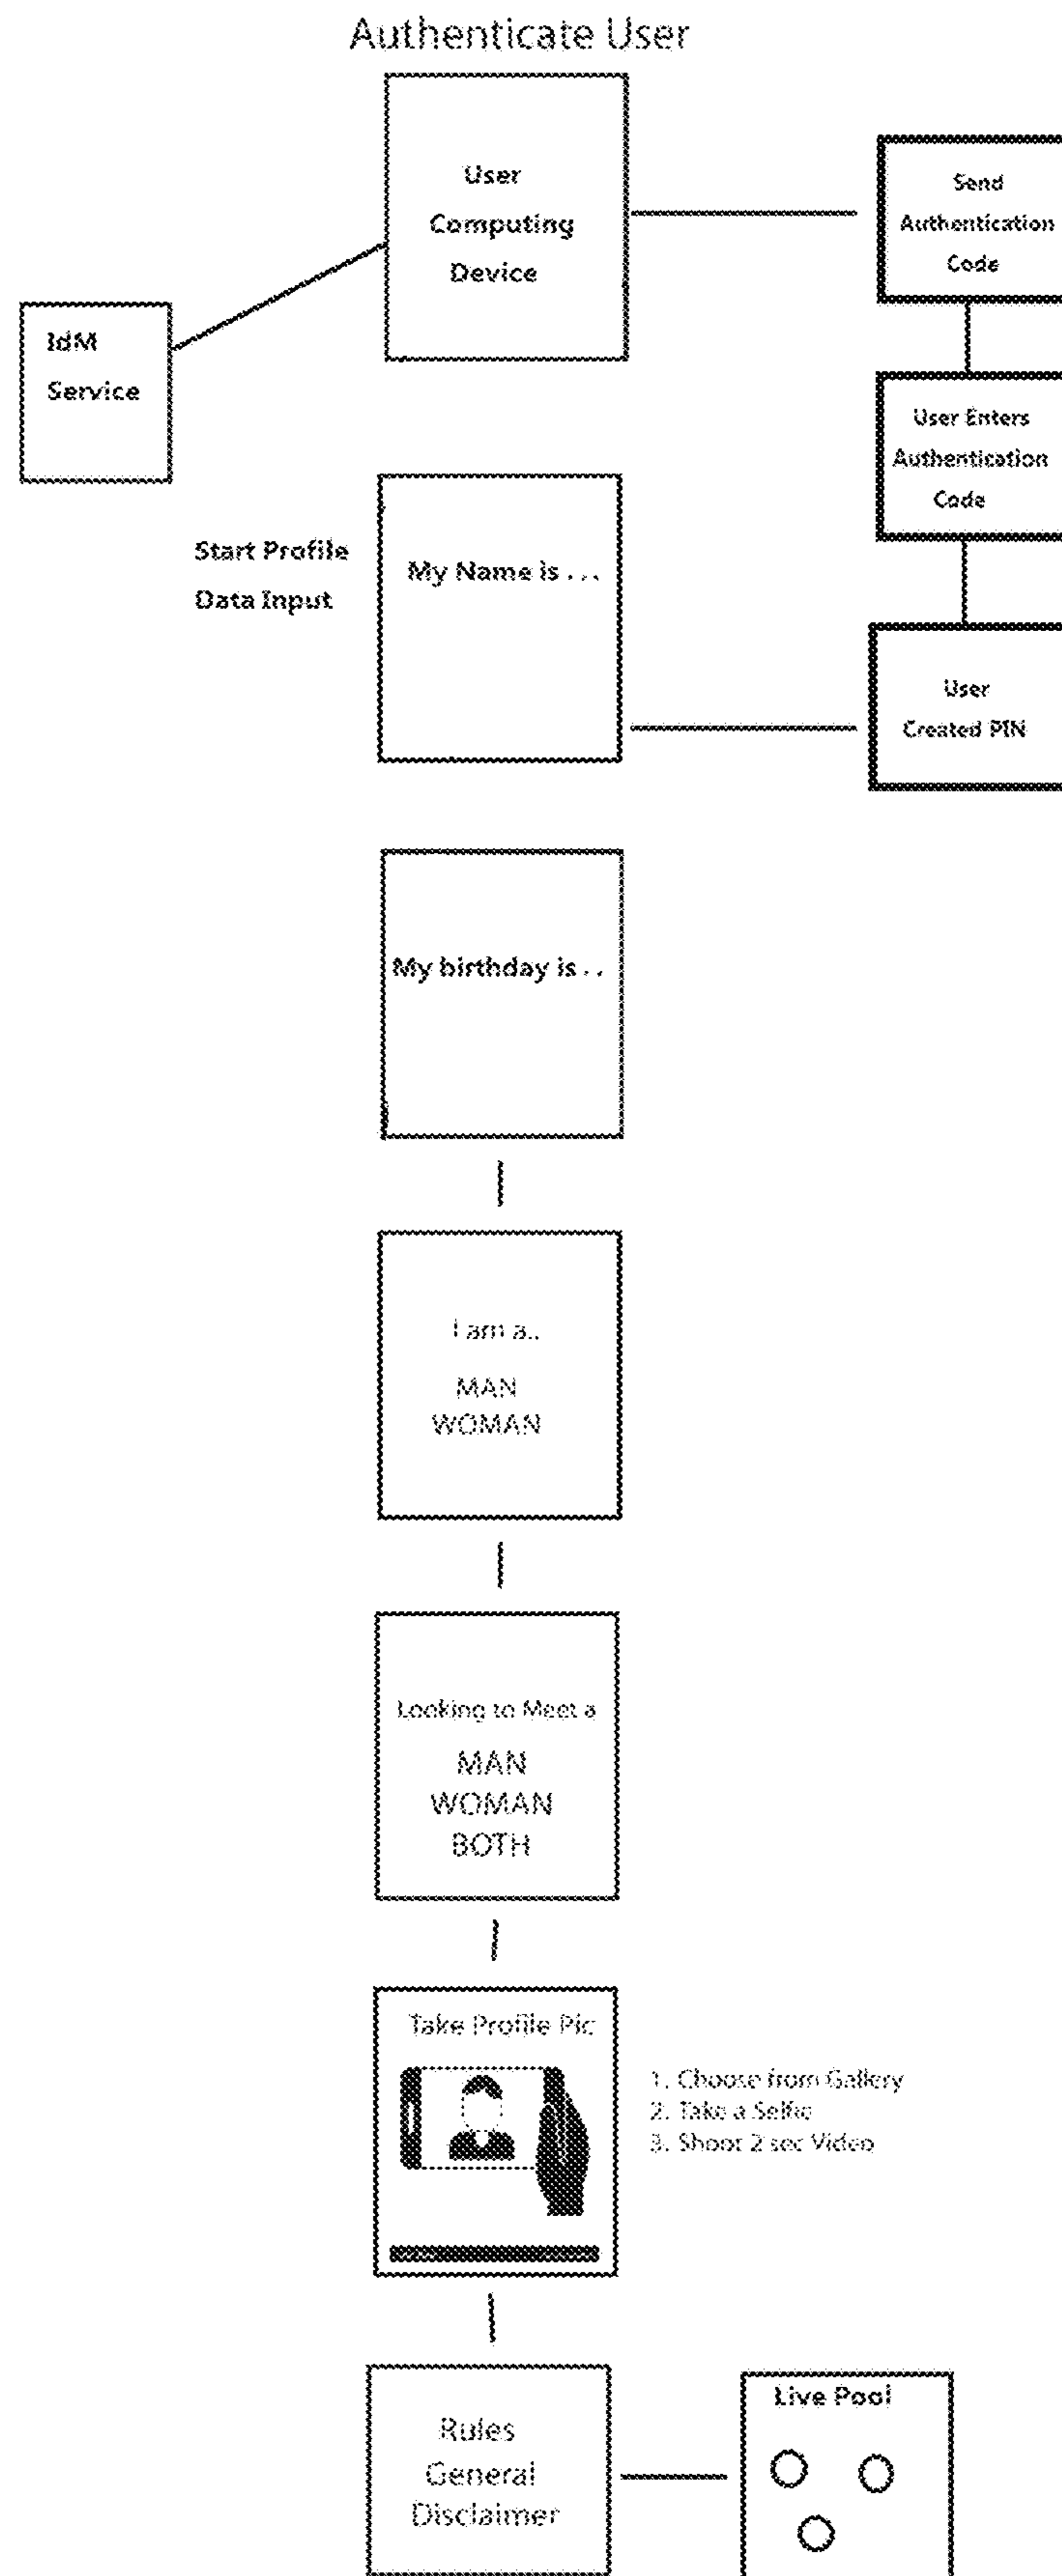 Authenticate User
User
Computing
Device
Send
Authentication
Code
IdM
Service
User Enters
Authentication
Code
Start Profile
Data Input
My Name is . . .
User
Created PIN
My birthday is . .
I am a..
MAN
WOMAN
Looking to Meet a
MAN
WOMAN
BOTH
Take Profile Pic
1. Choose from Gallery
2. Take a Selfie
3. Shoot 2 sec Video
Rules
General
Disclaimer
Live Pool